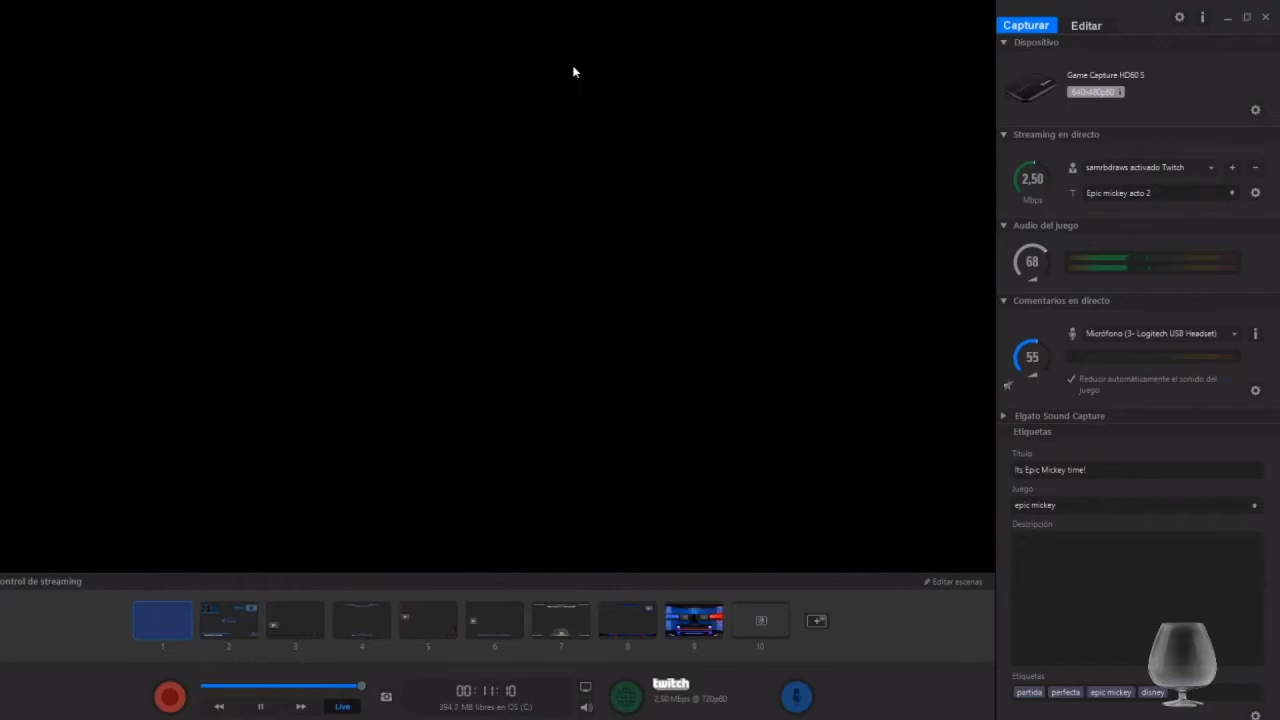 Capturar Editar
Dispositivo
Game Capture HD60 S
640x480p60
Streaming en directo
2,50
Mbps
samrbdraws activado Twitch
Epic mickey acto 2
Audio del juego
68
Comentarios en directo
Micrófono (3- Logitech USB Headset)
55
Reducir automáticamente el sonido del
juego
Elgato Sound Capture
Etiquetas
Título
Its Epic Mickey time!
Juego
epic mickey
Descripción
Etiquetas
partida perfecta epic mickey disney
ontrol de streaming
Editar escenas
1 2 3 4 5 6 7 8 9 10
Live
00:11:10
394.7 MB libres en OS (C:)
twitch
2,50 Mbps @ 720p60